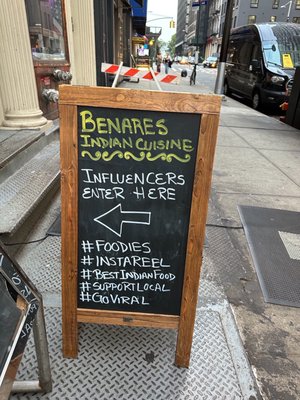 BENARES
INDIAN CUISINE
INFLUENCERS
ENTER HERE
#FOODIES
#INSTAREEL
#BESTINDIANFOOD
#SUPPORTLOCAL
#GOVIRAL